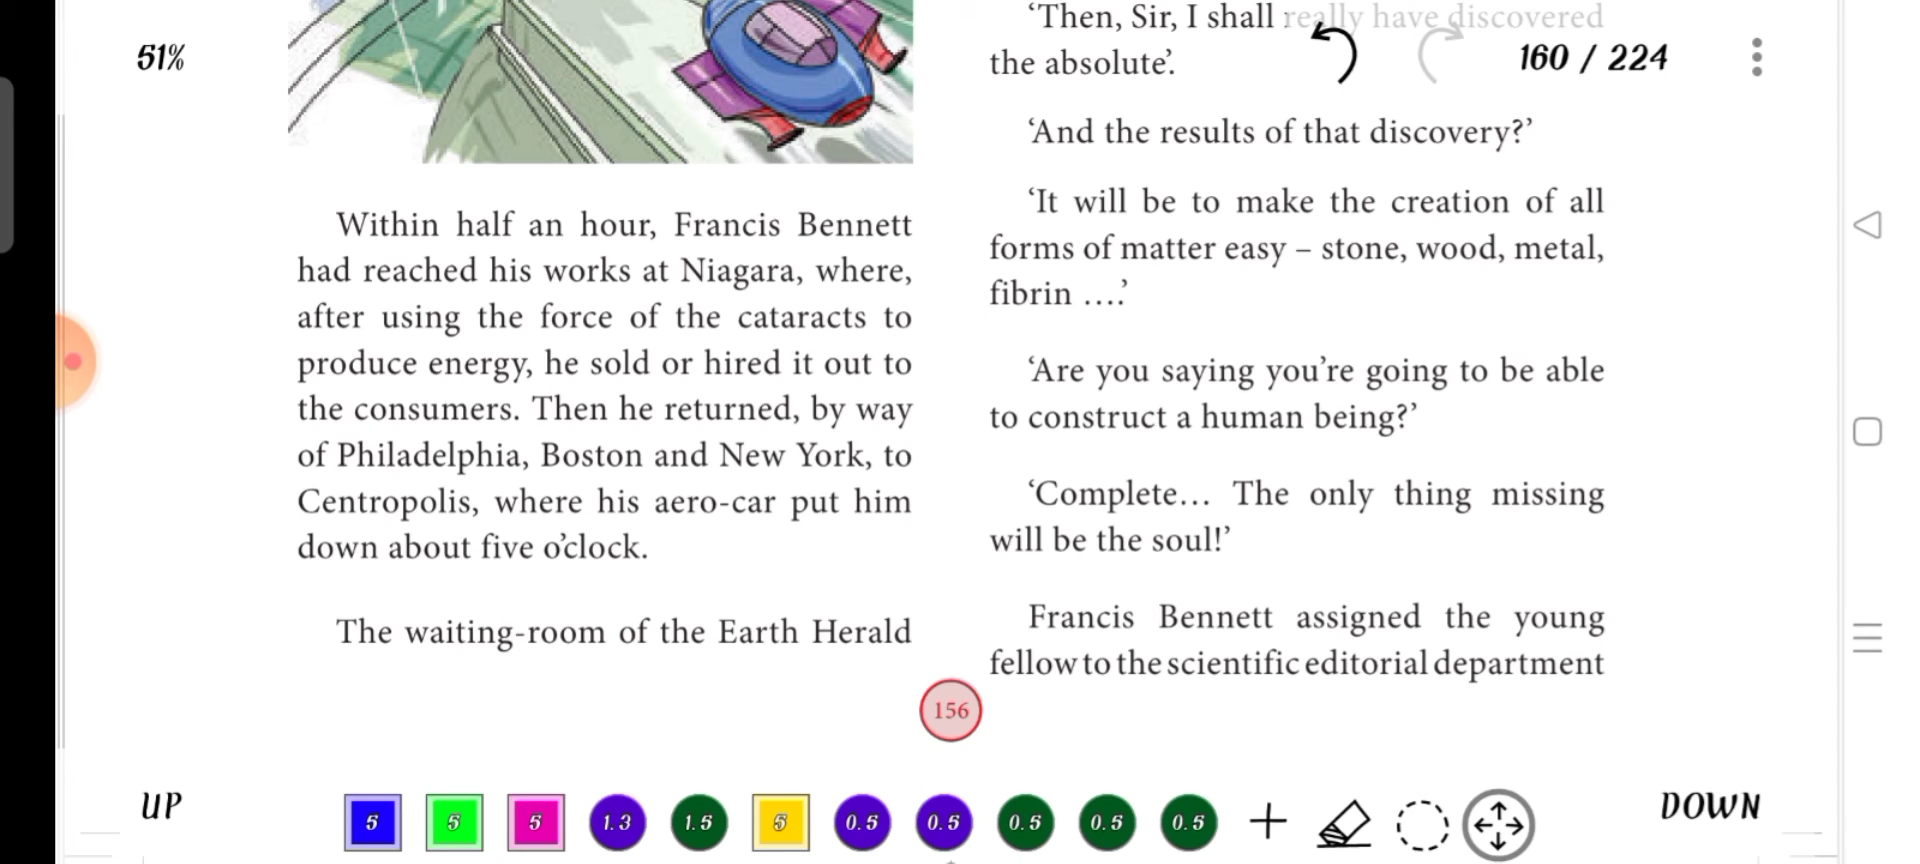 51%
160 / 224
Within half an hour, Francis Bennett
had reached his works at Niagara, where,
after using the force of the cataracts to
produce energy, he sold or hired it out to
the consumers. Then he returned, by way
of Philadelphia, Boston and New York, to
Centropolis, where his aero-car put him
down about five o’clock.
The waiting-room of the Earth Herald
‘Then, Sir, I shall really have discovered
the absolute’.
‘And the results of that discovery?’
‘It will be to make the creation of all
forms of matter easy – stone, wood, metal,
fibrin ….’
‘Are you saying you’re going to be able
to construct a human being?’
‘Complete… The only thing missing
will be the soul!’
Francis Bennett assigned the young
fellow to the scientific editorial department
156
UP
5 5 5 1.3 1.5 5 0.5 0.5 0.5 0.5 0.5
DOWN